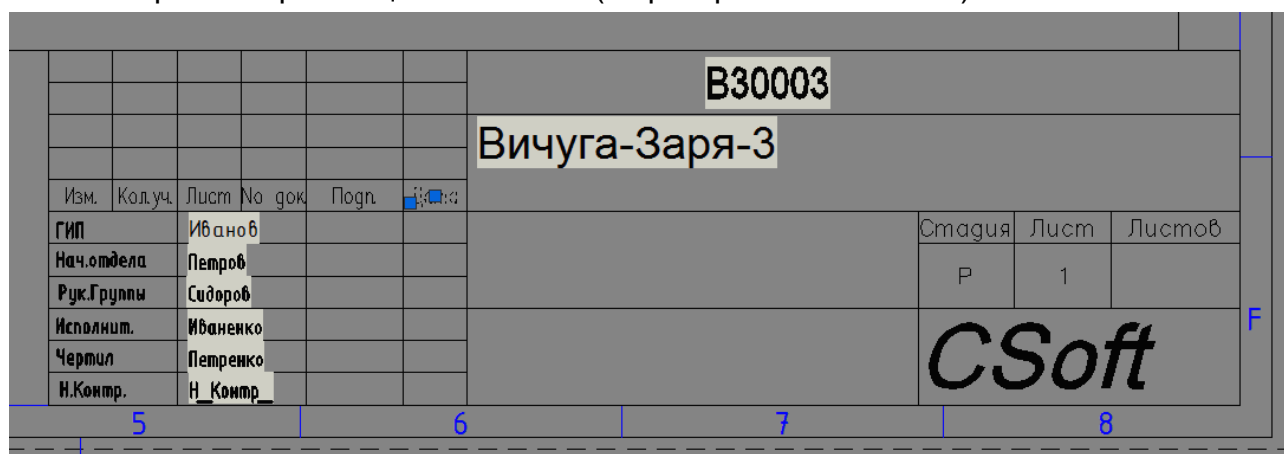 В30003
Вичуга-Заря-3
Изм. Кол.уч. Лист No док. Подп. Дата
ГИП Иванов Стадия Лист Листов
Нач.отдела Петров Р 1
Рук.Группы Сидоров
Исполнит. Иваненко F
Чертил Петренко CSoft
Н.Контр. Н_Контр_
5 6 7 8